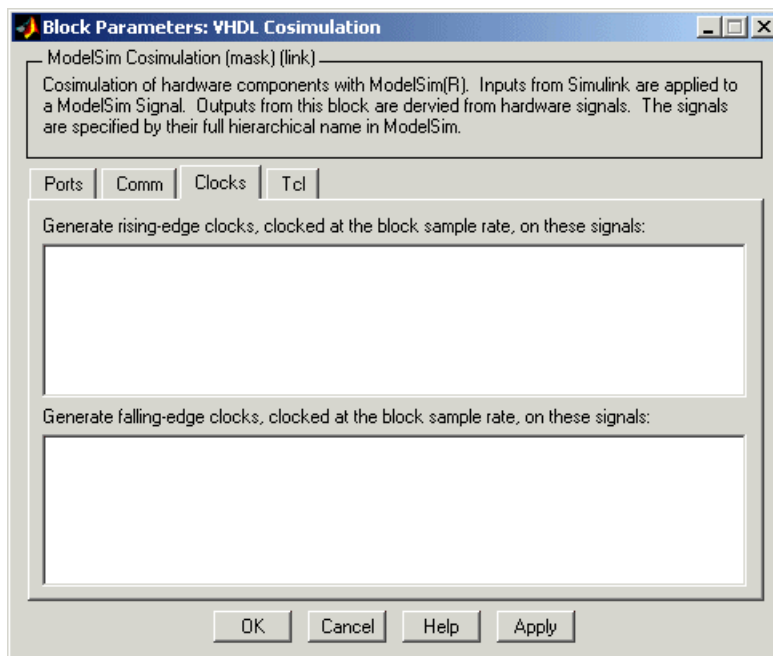 Block Parameters: VHDL Cosimulation
ModelSim Cosimulation (mask) (link)
Cosimulation of hardware components with ModelSim(R). Inputs from Simulink are applied to
a ModelSim Signal. Outputs from this block are dervied from hardware signals. The signals
are specified by their full hierarchical name in ModelSim.
Ports Comm Clocks Tcl
Generate rising-edge clocks, clocked at the block sample rate, on these signals:
Generate falling-edge clocks, clocked at the block sample rate, on these signals:
OK Cancel Help Apply